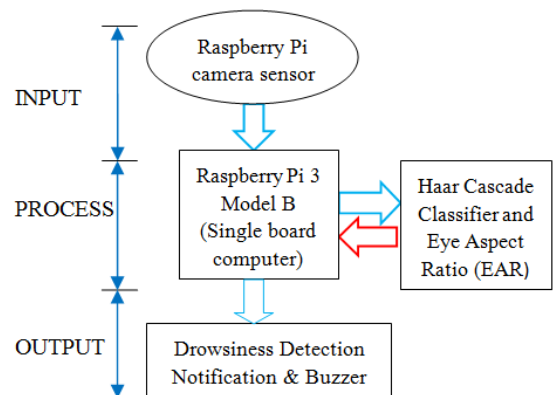 INPUT
Raspberry Pi
camera sensor
PROCESS
Raspberry Pi 3
Model B
(Single board
computer)
Haar Cascade
Classifier and
Eye Aspect
Ratio (EAR)
OUTPUT
Drowsiness Detection
Notification & Buzzer